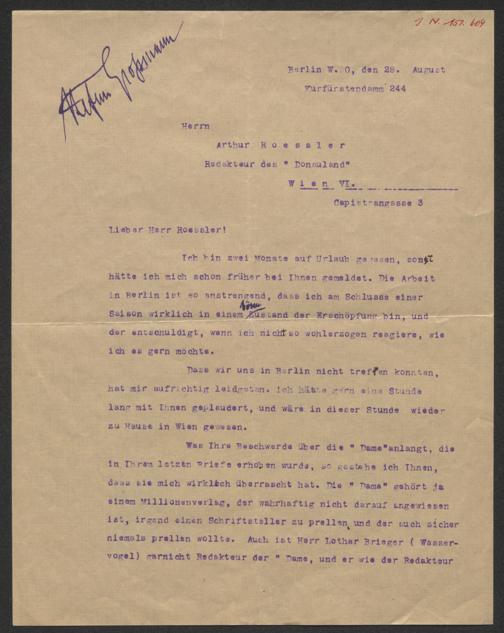 J. N. 157.609
Stefan Grossmann
Berlin W. 50, den 28. August
Kurfürstendamm 244
Herrn
Arthur Roessler
Redakteur des " Donauland"
Wien VI.
Capistrangasse 3
Lieber Herr Roessler!
Ich bin zwei Monate auf Urlaub gewesen, sonst
hätte ich mich schon früher bei Ihnen gemeldet. Die Arbeit
in Berlin ist so anstrengend, dass ich am Schlusse einer
Saison wirklich in einem Zustand der Erschöpfung bin, und
der entschuldigt, wenn ich nicht so wohlerzogen reagiere, wie
ich es gern möchte.
Dass wir uns in Berlin nicht treffen konnten,
hat mir aufrichtig leidgetan. Ich hätte gern eine Stunde
lang mit Ihnen geplaudert, und wäre in dieser Stunde wieder
zu Hause in Wien gewesen.
Was Ihre Beschwerde über die " Dame"anlangt, die
in Ihrem letzten Briefe erhoben wurde, so gestehe ich Ihnen,
dass sie mich wirklich überrascht hat. Die " Dame" gehört ja
einem Millionenverlag, der wahrhaftig nicht darauf angewiesen
ist, irgend einen Schriftsteller zu prellen, und der auch sicher
niemals prellen wollte. Auch ist Herr Lothar Brieger ( Wasser-
vogel) garnicht Redakteur der " Dame, und er wie der Redakteur